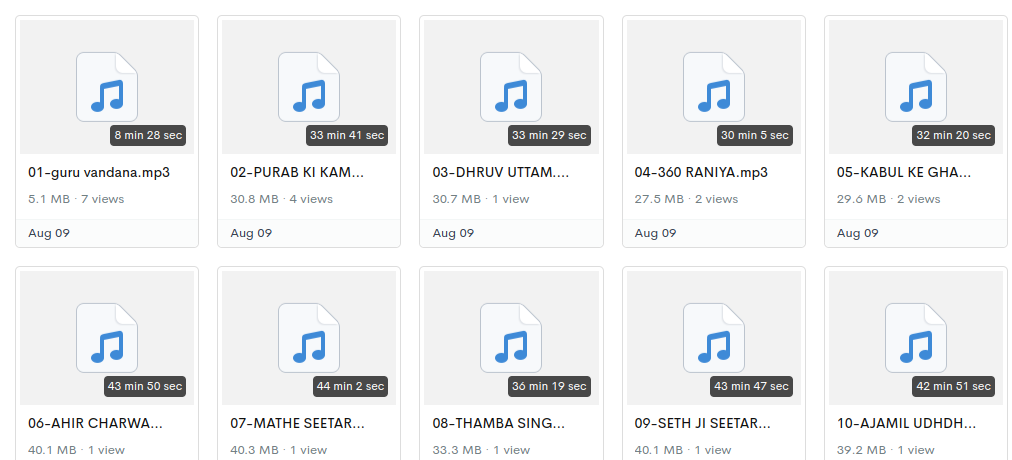 8 min 28 sec
33 min 41 sec
33 min 29 sec
30 min 5 sec
32 min 20 sec
01-guru vandana.mp3
02-PURAB KI KAM...
03-DHRUV UTTAM....
04-360 RANIYA.mp3
05-KABUL KE GHA...
5.1 MB · 7 views
30.8 MB · 4 views
30.7 MB · 1 view
27.5 MB · 2 views
29.6 MB · 2 views
Aug 09
Aug 09
Aug 09
Aug 09
Aug 09
43 min 50 sec
44 min 2 sec
36 min 19 sec
43 min 47 sec
42 min 51 sec
06-AHIR CHARWA...
07-MATHE SEETAR...
08-THAMBA SING...
09-SETH JI SEETAR...
10-AJAMIL UDHDH...
40.1 MB · 1 view
40.3 MB · 1 view
33.3 MB · 1 view
40.1 MB · 1 view
39.2 MB · 1 view